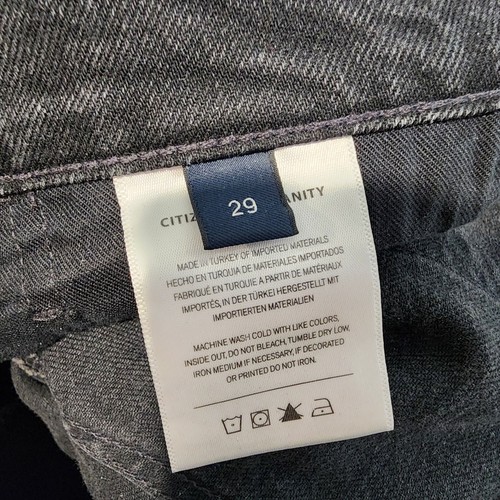 29
CITIZ ANITY
MADE IN TURKEY OF IMPORTED MATERIALS
HECHO EN TURQUIA DE MATERIALES IMPORTADOS
FABRIQUÉ EN TURQUIE A PARTIR DE MATÉRIAUX
IMPORTÉS, IN DER TÜRKEI HERGESTELLT MIT
IMPORTIERTEN MATERIALIEN
MACHINE WASH COLD WITH LIKE COLORS,
INSIDE OUT, DO NOT BLEACH, TUMBLE DRY LOW.
IRON MEDIUM IF NECESSARY, IF DECORATED
OR PRINTED DO NOT IRON.